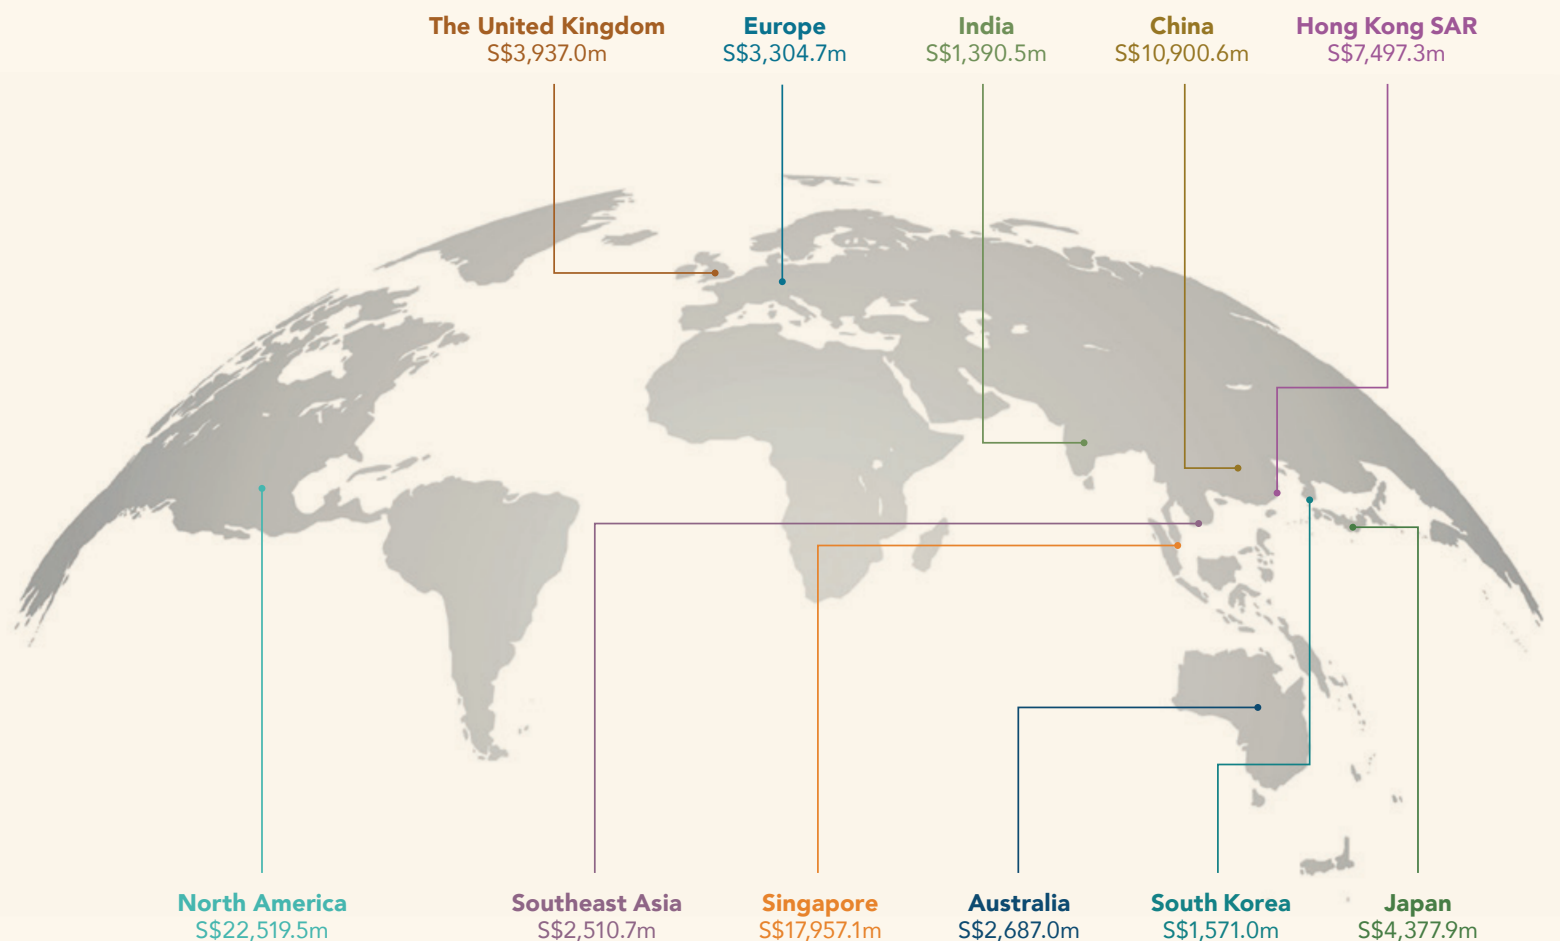 The United Kingdom
S$3,937.0m
Europe
S$3,304.7m
India
S$1,390.5m
China
S$10,900.6m
Hong Kong SAR
S$7,497.3m
North America
S$22,519.5m
Southeast Asia
S$2,510.7m
Singapore
S$17,957.1m
Australia
S$2,687.0m
South Korea
S$1,571.0m
Japan
S$4,377.9m